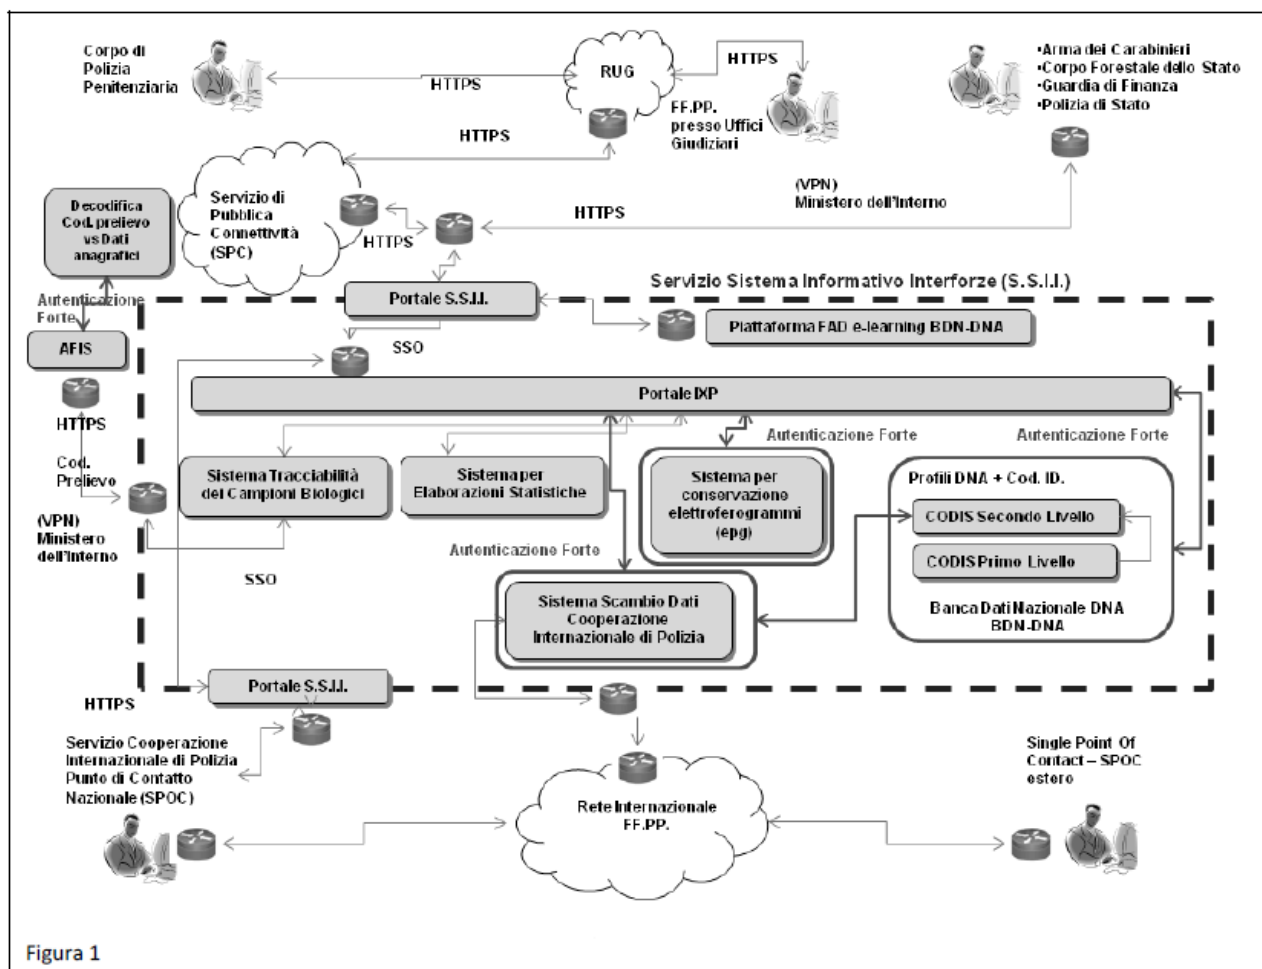 Corpo di
Polizia
Penitenziaria
HTTPS
RUG
HTTPS
FF.PP.
presso Uffici
Giudiziari
•Arma dei Carabinieri
•Corpo Forestale dello Stato
•Guardia di Finanza
•Polizia di Stato
HTTPS
(VPN)
Ministero dell'Interno
Decodifica
Cod. prelievo
vs Dati
anagrafici
Servizio di
Pubblica
Connettività
(SPC)
HTTPS
HTTPS
Autenticazione
Forte
Portale S.S.I.I.
Servizio Sistema Informativo Interforze (S.S.I.I.)
Piattaforma FAD e-learning BDN-DNA
AFIS
SSO
Portale IXP
HTTPS
Autenticazione Forte
Autenticazione Forte
Cod.
Prelievo
Sistema Tracciabilità
dei Campioni Biologici
Sistema per
Elaborazioni Statistiche
Sistema per
conservazione
elettroferogrammi
(epg)
Profili DNA + Cod. ID.
CODIS Secondo Livello
CODIS Primo Livello
Banca Dati Nazionale DNA
BDN-DNA
(VPN)
Ministero
dell'Interno
SSO
Autenticazione Forte
Sistema Scambio Dati
Cooperazione
Internazionale di Polizia
Portale S.S.I.I.
HTTPS
Servizio Cooperazione
Internazionale di Polizia
Punto di Contatto
Nazionale (SPOC)
Rete Internazionale
FF.PP.
Single Point Of
Contact – SPOC
estero
Figura 1